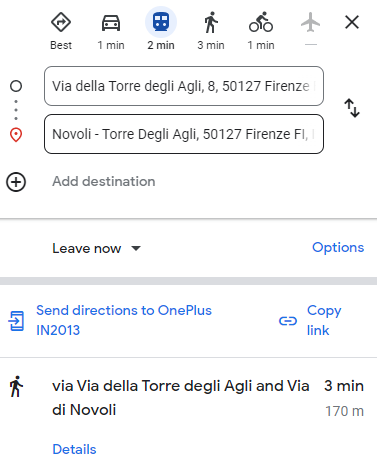 Best 1 min 2 min 3 min 1 min —
Via della Torre degli Agli, 8, 50127 Firenze
Novoli - Torre Degli Agli, 50127 Firenze FI,
Add destination
Leave now Options
Send directions to OnePlus
IN2013
Copy
link
via Via della Torre degli Agli and Via
di Novoli
3 min
170 m
Details